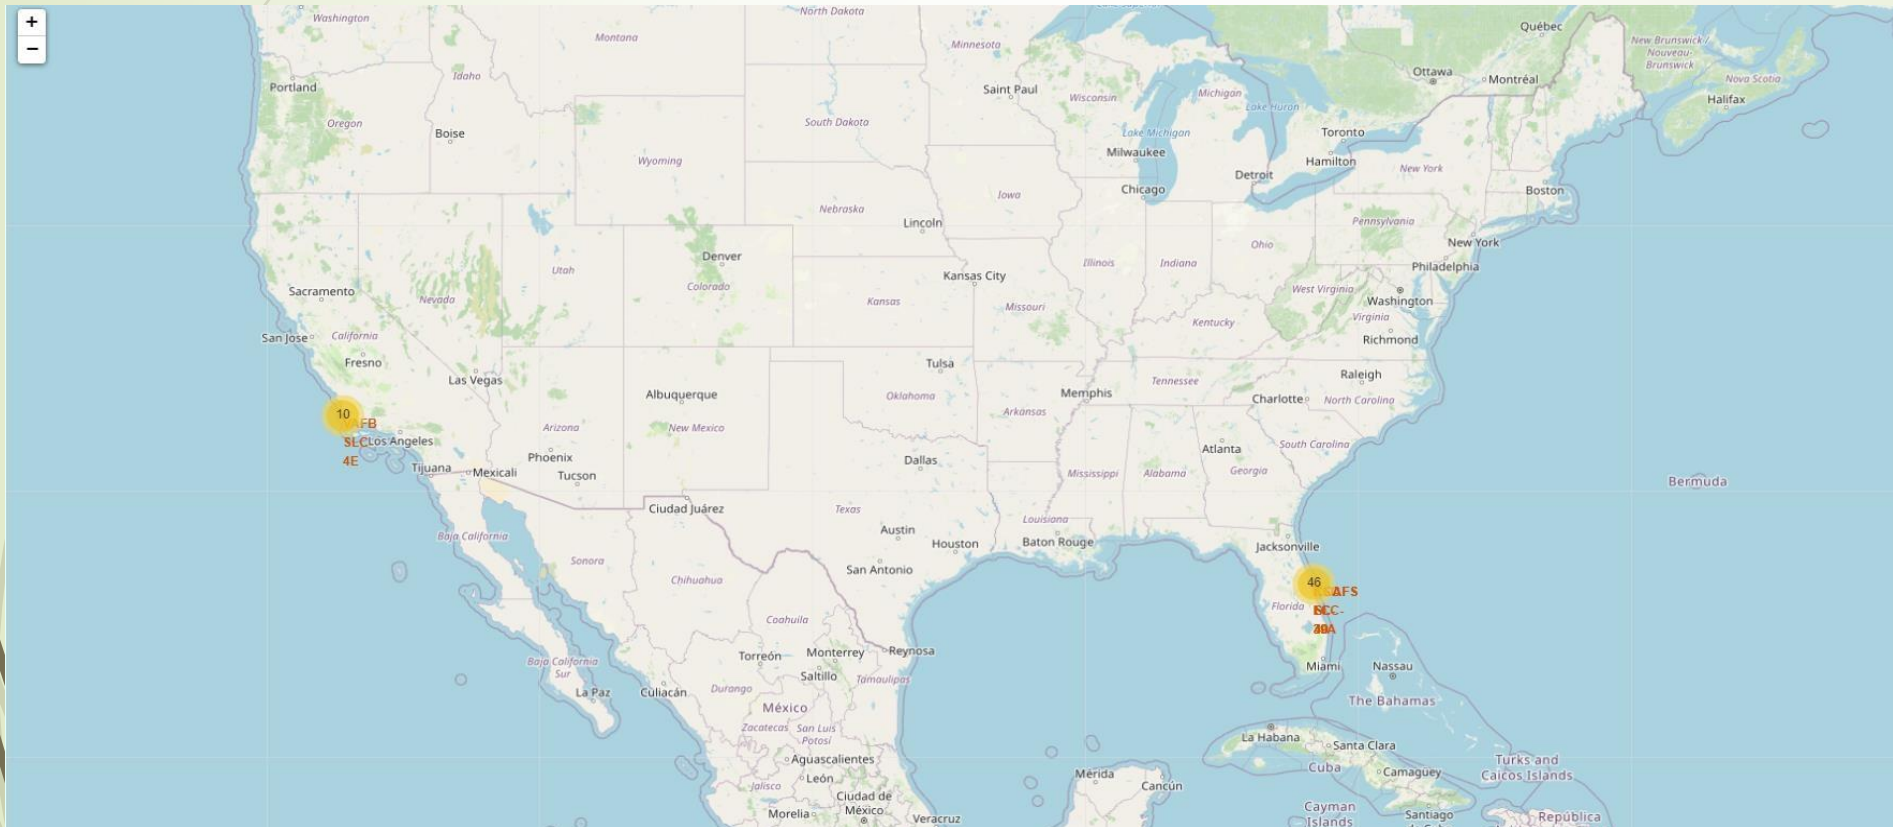 +
−
Washington
North Dakota
Montana
Minnesota
Québec
New Brunswick /
Nouveau-
Brunswick
Nova Scotia
Halifax
Ottawa
Montréal
Portland
Idaho
Saint Paul
Wisconsin
Michigan
Lake Huron
Oregon
Boise
South Dakota
Lake Michigan
Toronto
Milwaukee
Hamilton
Wyoming
New York
Detroit
Chicago
Boston
Iowa
Nebraska
Lincoln
Pennsylvania
New York
Ohio
Denver
Utah
Illinois
Indiana
Philadelphia
Kansas City
Colorado
Sacramento
Nevada
Kansas
Missouri
West Virginia
Washington
Virginia
Kentucky
San Jose
California
Richmond
Fresno
Tulsa
Las Vegas
Raleigh
Tennessee
Albuquerque
Oklahoma
Memphis
Charlotte
North Carolina
10
VAFB
SLC-
4E
Arkansas
Arizona
New Mexico
Los Angeles
South Carolina
Atlanta
Phoenix
Dallas
Tijuana
Mexicali
Tucson
Mississippi
Alabama
Georgia
Bermuda
Ciudad Juárez
Texas
Louisiana
Austin
Baja California
Houston
Baton Rouge
Jacksonville
Sonora
San Antonio
Chihuahua
46
Florida
Coahuila
Torreón
Monterrey
Reynosa
Baja California
Sur
Saltillo
Tamaulipas
Miami
Nassau
La Paz
Culiacán
Durango
The Bahamas
México
Zacatecas
San Luis
Potosí
La Habana
Santa Clara
Aguascalientes
León
Mérida
Cancún
Cuba
Camagüey
Turks and
Caicos Islands
Jalisco
Ciudad de
México
Morelia
Veracruz
Cayman
Islands
Santiago
República